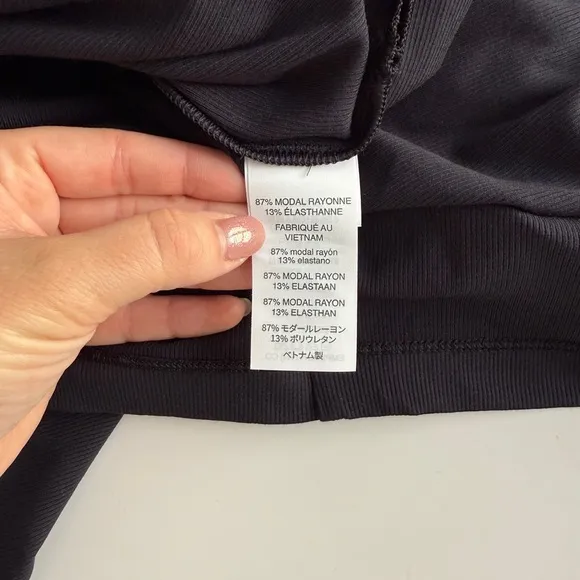 87% MODAL RAYONNE
13% ÉLASTHANNE
FABRIQUÉ AU
VIETNAM
87% modal rayón
13% elastano
87% MODAL RAYON
13% ELASTAAN
87% MODAL RAYON
13% ELASTHAN
87% モダールレーヨン
13% ポリウレタン
ベトナム製